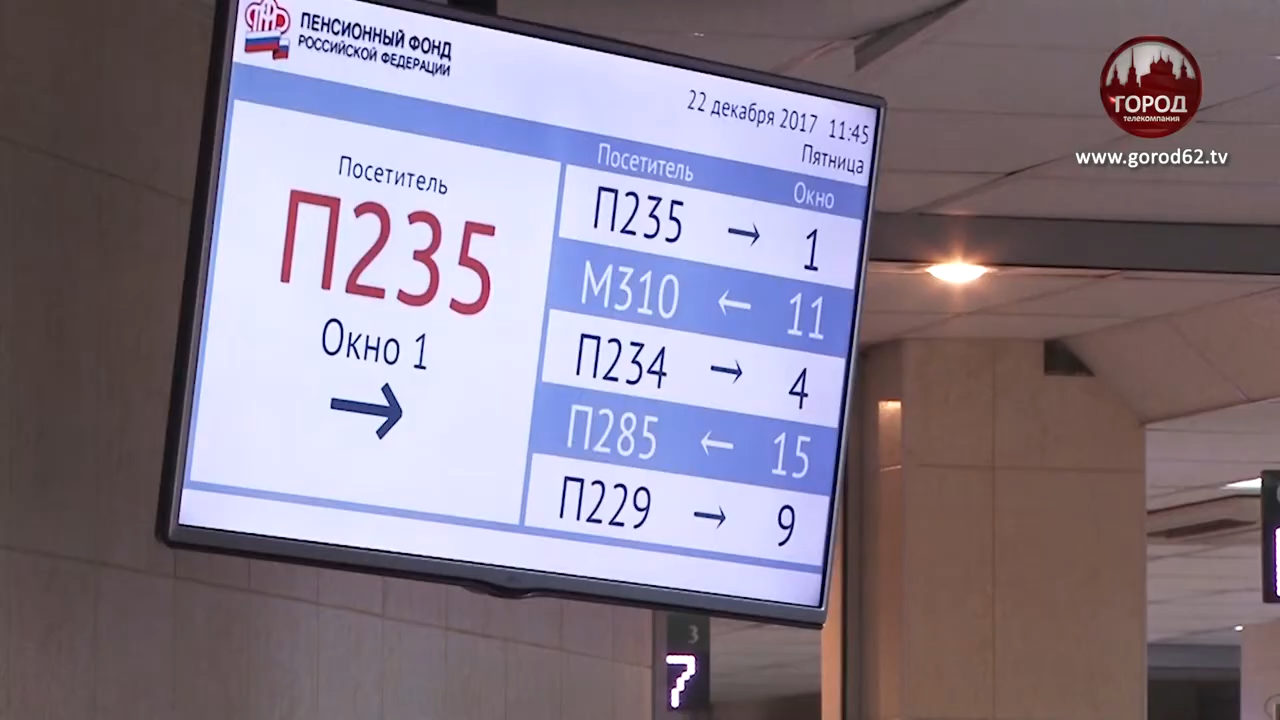 ПЕНСИОННЫЙ ФОНД
РОССИЙСКОЙ ФЕДЕРАЦИИ
22 декабря 2017 11:45
Пятница
Посетитель
П235
Окно 1
→
Посетитель Окно
П235 → 1
М310 ← 11
П234 → 4
П285 ← 15
П229 → 9
ГОРОД
телекомпания
www.gorod62.tv
3
7